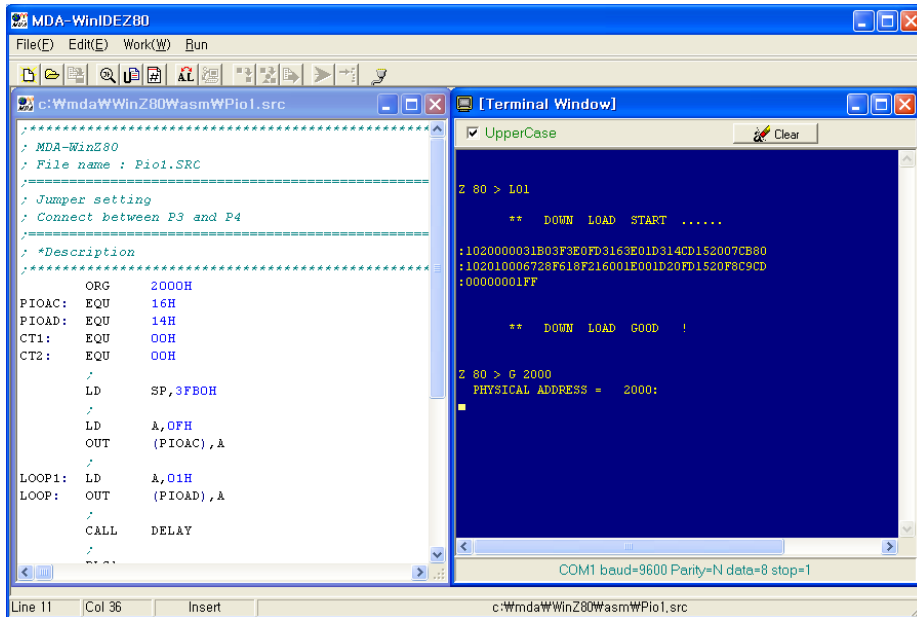 MDA-WinIDEZ80
File(F) Edit(E) Work(W) Run
c:₩mda₩WinZ80₩asm₩Pio1.src
;*************************************************
; MDA-WinZ80
; File name : Pio1.SRC
;=================================================
; Jumper setting
; Connect between P3 and P4
;=================================================
; *Description
;*************************************************
ORG 2000H
PIOAC: EQU 16H
PIOAD: EQU 14H
CT1: EQU 00H
CT2: EQU 00H
;
LD SP,3FB0H
;
LD A,0FH
OUT (PIOAC),A
;
LOOP1: LD A,01H
LOOP: OUT (PIOAD),A
;
CALL DELAY
;
[Terminal Window]
UpperCase
Clear
Z 80 > L01
** DOWN LOAD START ......
:1020000031B03F3E0FD3163E01D314CD152007CB80
:102010006728F618F216001E001D20FD1520F8C9CD
:00000001FF
** DOWN LOAD GOOD !
Z 80 > G 2000
PHYSICAL ADDRESS = 2000:
COM1 baud=9600 Parity=N data=8 stop=1
Line 11 Col 36 Insert c:₩mda₩WinZ80₩asm₩Pio1.src